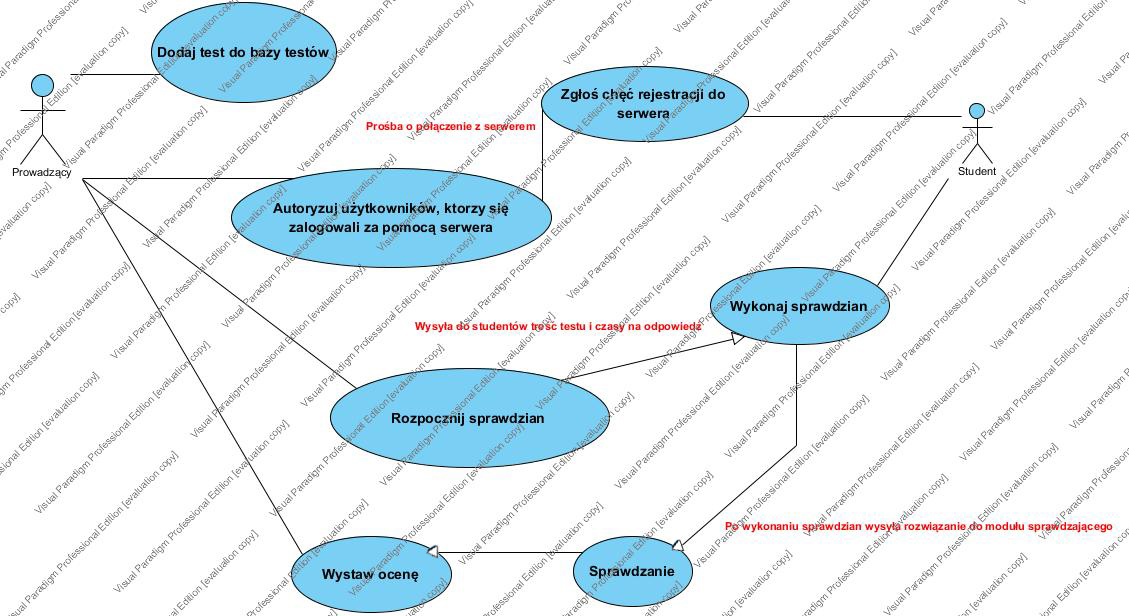 Dodaj test do bazy testów
Zgłoś chęć rejestracji do
serwera
Prośba o połączenie z serwerem
Prowadzący
Student
Autoryzuj użytkowników, ktorzy się
zalogowali za pomocą serwera
Wykonaj sprawdzian
Wysyła do studentów treść testu i czasy na odpowiedź
Rozpocznij sprawdzian
Po wykonaniu sprawdzian wysyłą rozwiązanie do modułu sprawdzającego
Wystaw ocenę
Sprawdzanie
Visual Paradigm Professional Edition [evaluation copy]